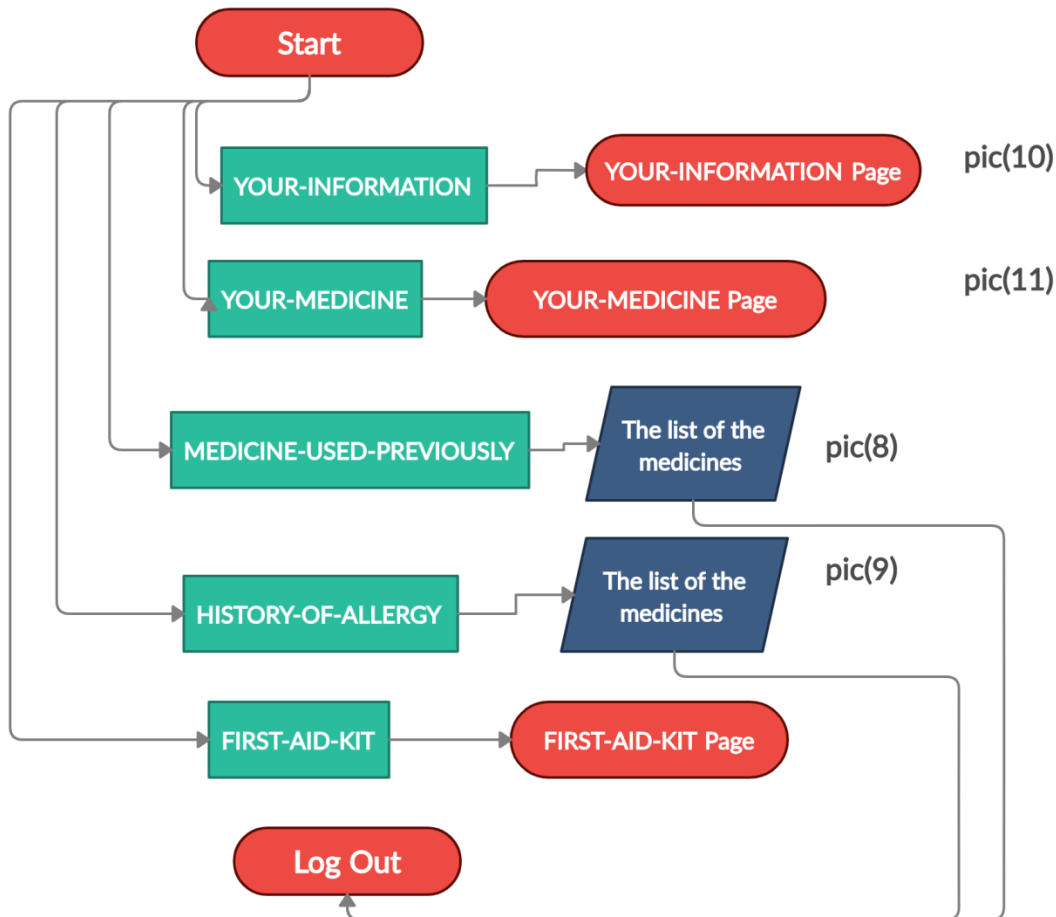 Start
YOUR-INFORMATION
YOUR-INFORMATION Page
pic(10)
YOUR-MEDICINE
YOUR-MEDICINE Page
pic(11)
MEDICINE-USED-PREVIOUSLY
The list of the
medicines
pic(8)
HISTORY-OF-ALLERGY
The list of the
medicines
pic(9)
FIRST-AID-KIT
FIRST-AID-KIT Page
Log Out